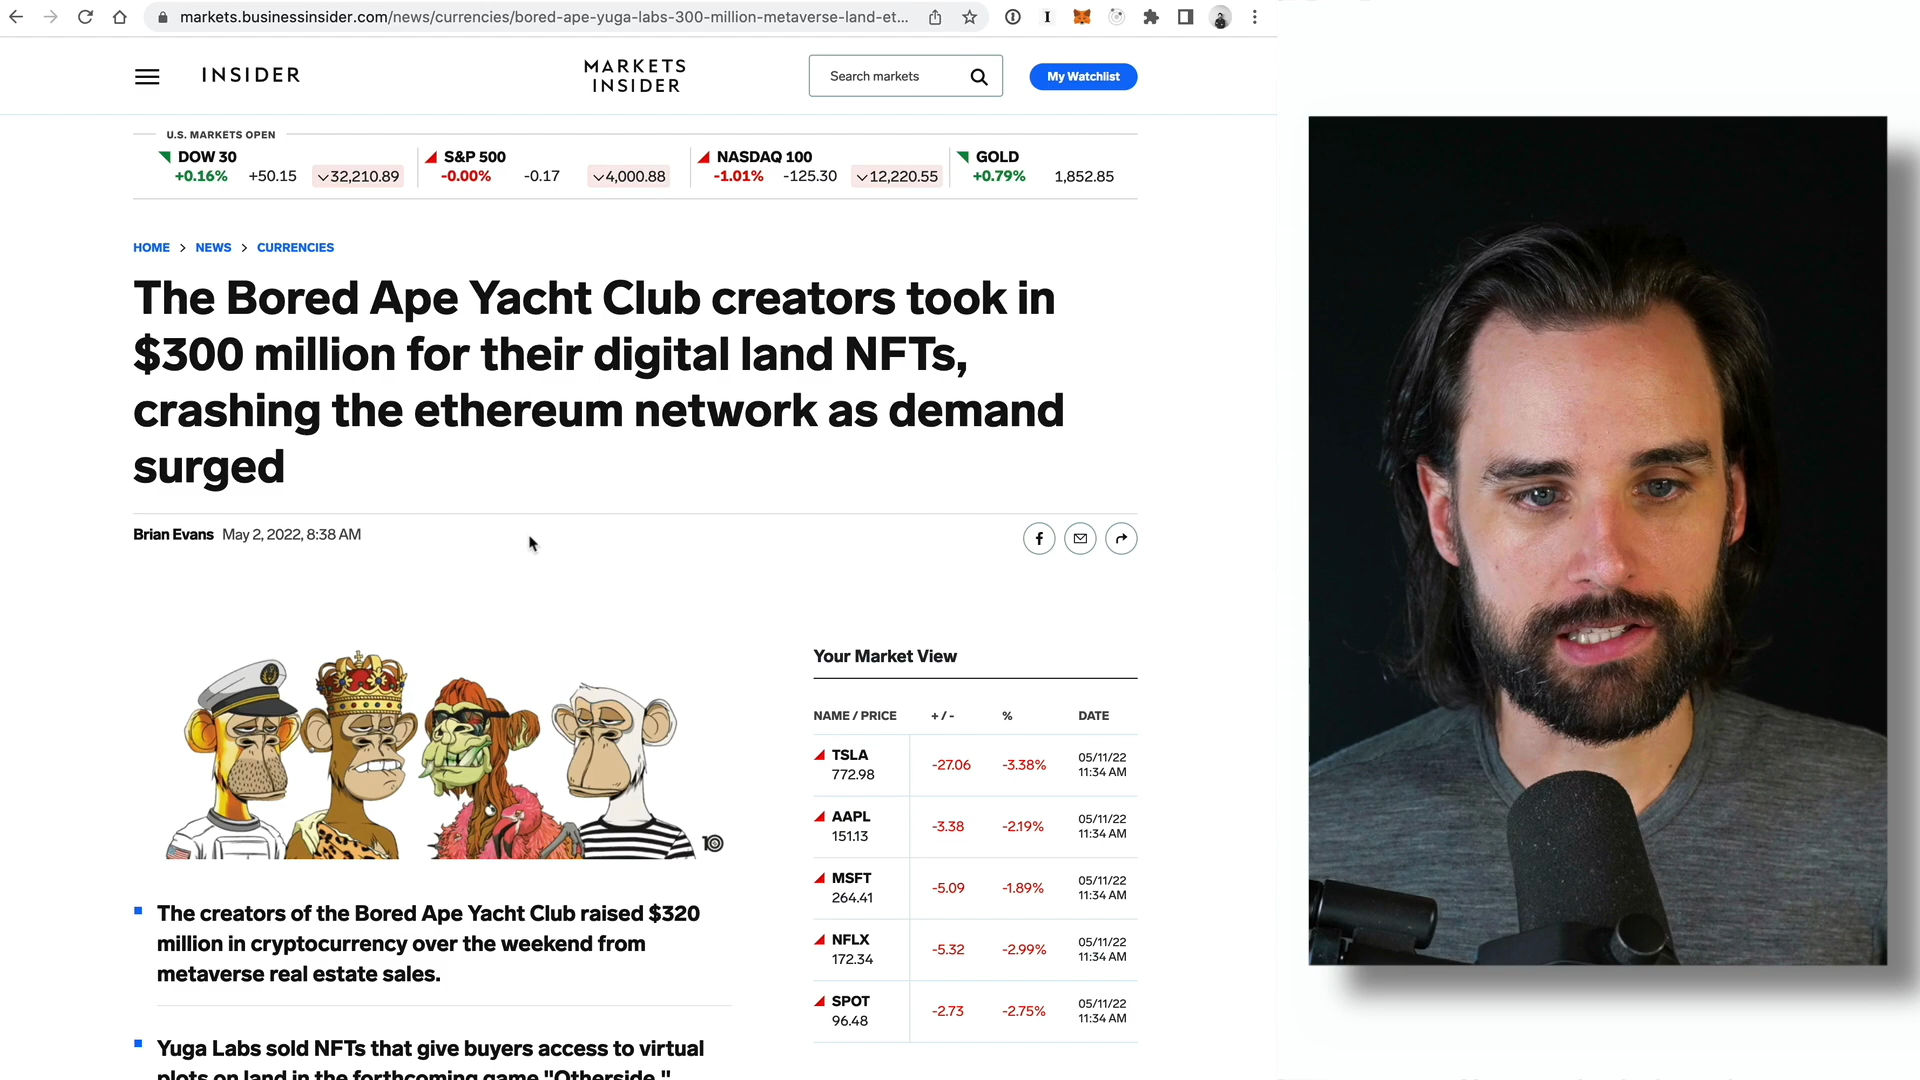 markets.businessinsider.com/news/currencies/bored-ape-yuga-labs-300-million-metaverse-land-et...
INSIDER
MARKETS
INSIDER
Search markets
My Watchlist
U.S. MARKETS OPEN
DOW 30
+0.16% +50.15 32,210.89
S&P 500
-0.00% -0.17 4,000.88
NASDAQ 100
-1.01% -125.30 12,220.55
GOLD
+0.79% 1,852.85
HOME > NEWS > CURRENCIES
The Bored Ape Yacht Club creators took in
$300 million for their digital land NFTs,
crashing the ethereum network as demand
surged
Brian Evans May 2, 2022, 8:38 AM
The creators of the Bored Ape Yacht Club raised $320
million in cryptocurrency over the weekend from
metaverse real estate sales.
Yuga Labs sold NFTs that give buyers access to virtual
plots on land in the forthcoming game "Otherside."
Your Market View
NAME / PRICE + / - % DATE
TSLA
772.98 -27.06 -3.38% 05/11/22
11:34 AM
AAPL
151.13 -3.38 -2.19% 05/11/22
11:34 AM
MSFT
264.41 -5.09 -1.89% 05/11/22
11:34 AM
NFLX
172.34 -5.32 -2.99% 05/11/22
11:34 AM
SPOT
96.48 -2.73 -2.75% 05/11/22
11:34 AM